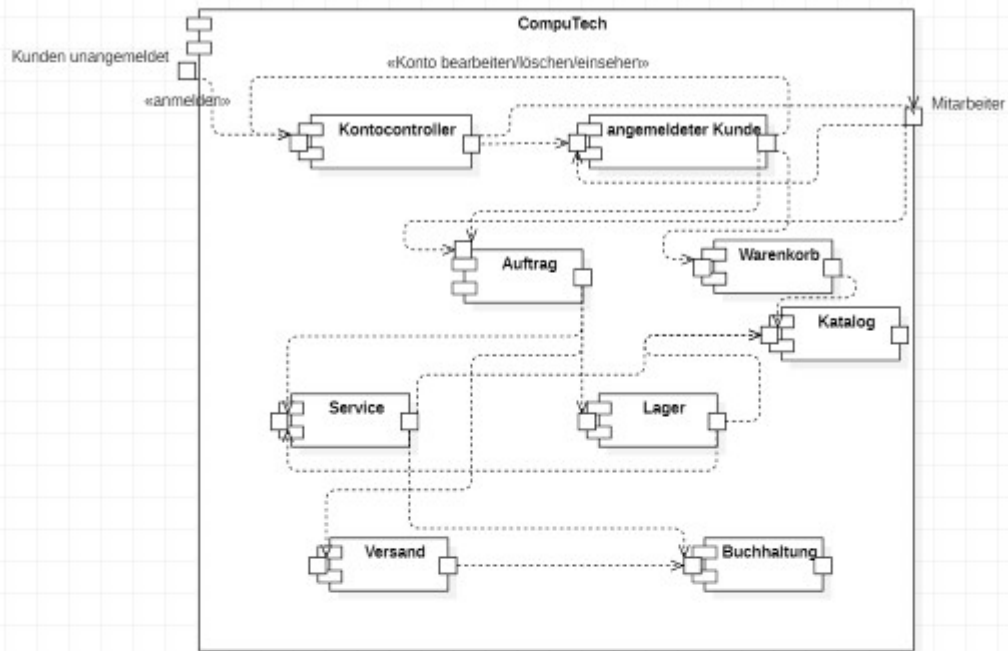 CompuTech
Kunden unangemeldet
«Konto bearbeiten/löschen/einsehen»
«anmelden»
Mitarbeiter
Kontocontroller
angemeldeter Kunde
Auftrag
Warenkorb
Katalog
Service
Lager
Versand
Buchhaltung